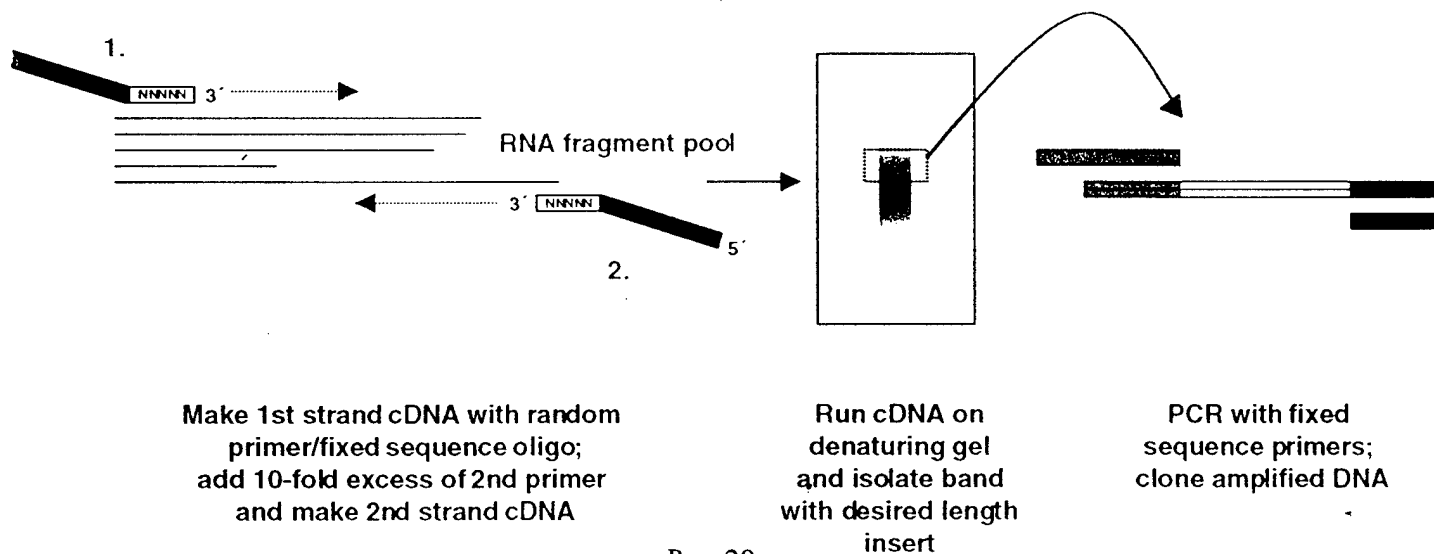 1.
NNNNN 3´
RNA fragment pool
3´ NNNNN
5´
2.
Make 1st strand cDNA with random
primer/fixed sequence oligo;
add 10-fold excess of 2nd primer
and make 2nd strand cDNA
Run cDNA on
denaturing gel
and isolate band
with desired length
insert
PCR with fixed
sequence primers;
clone amplified DNA